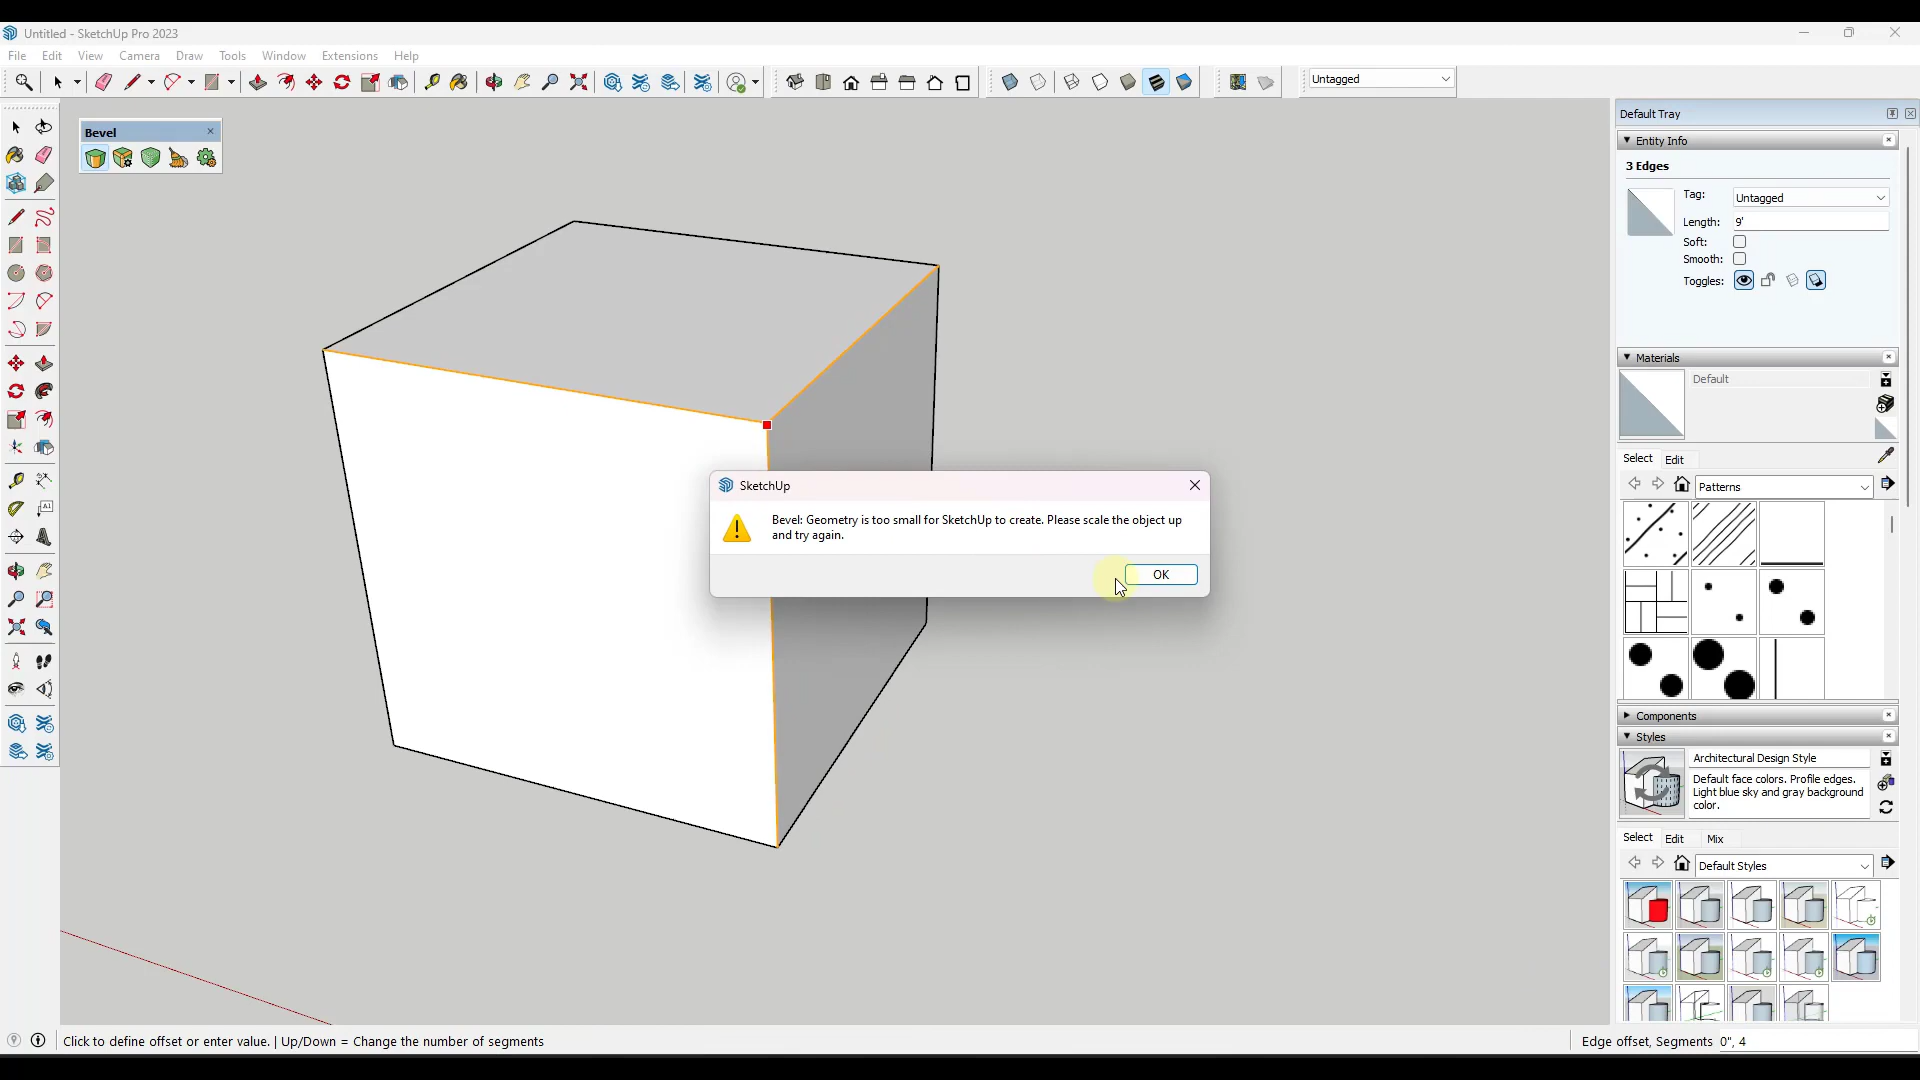 Untitled - SketchUp Pro 2023
File Edit View Camera Draw Tools Window Extensions Help
Untagged
Bevel
A1
Default Tray
Entity Info
3 Edges
Tag: Untagged
Length: 9'
Soft:
Smooth:
Toggles:
Materials
Default
Select Edit
Patterns
SketchUp
Bevel: Geometry is too small for SketchUp to create. Please scale the object up
and try again.
OK
Components
Styles
Architectural Design Style
Default face colors. Profile edges.
Light blue sky and gray background
color.
Select Edit Mix
Default Styles
Click to define offset or enter value. | Up/Down = Change the number of segments
Edge offset, Segments 0", 4